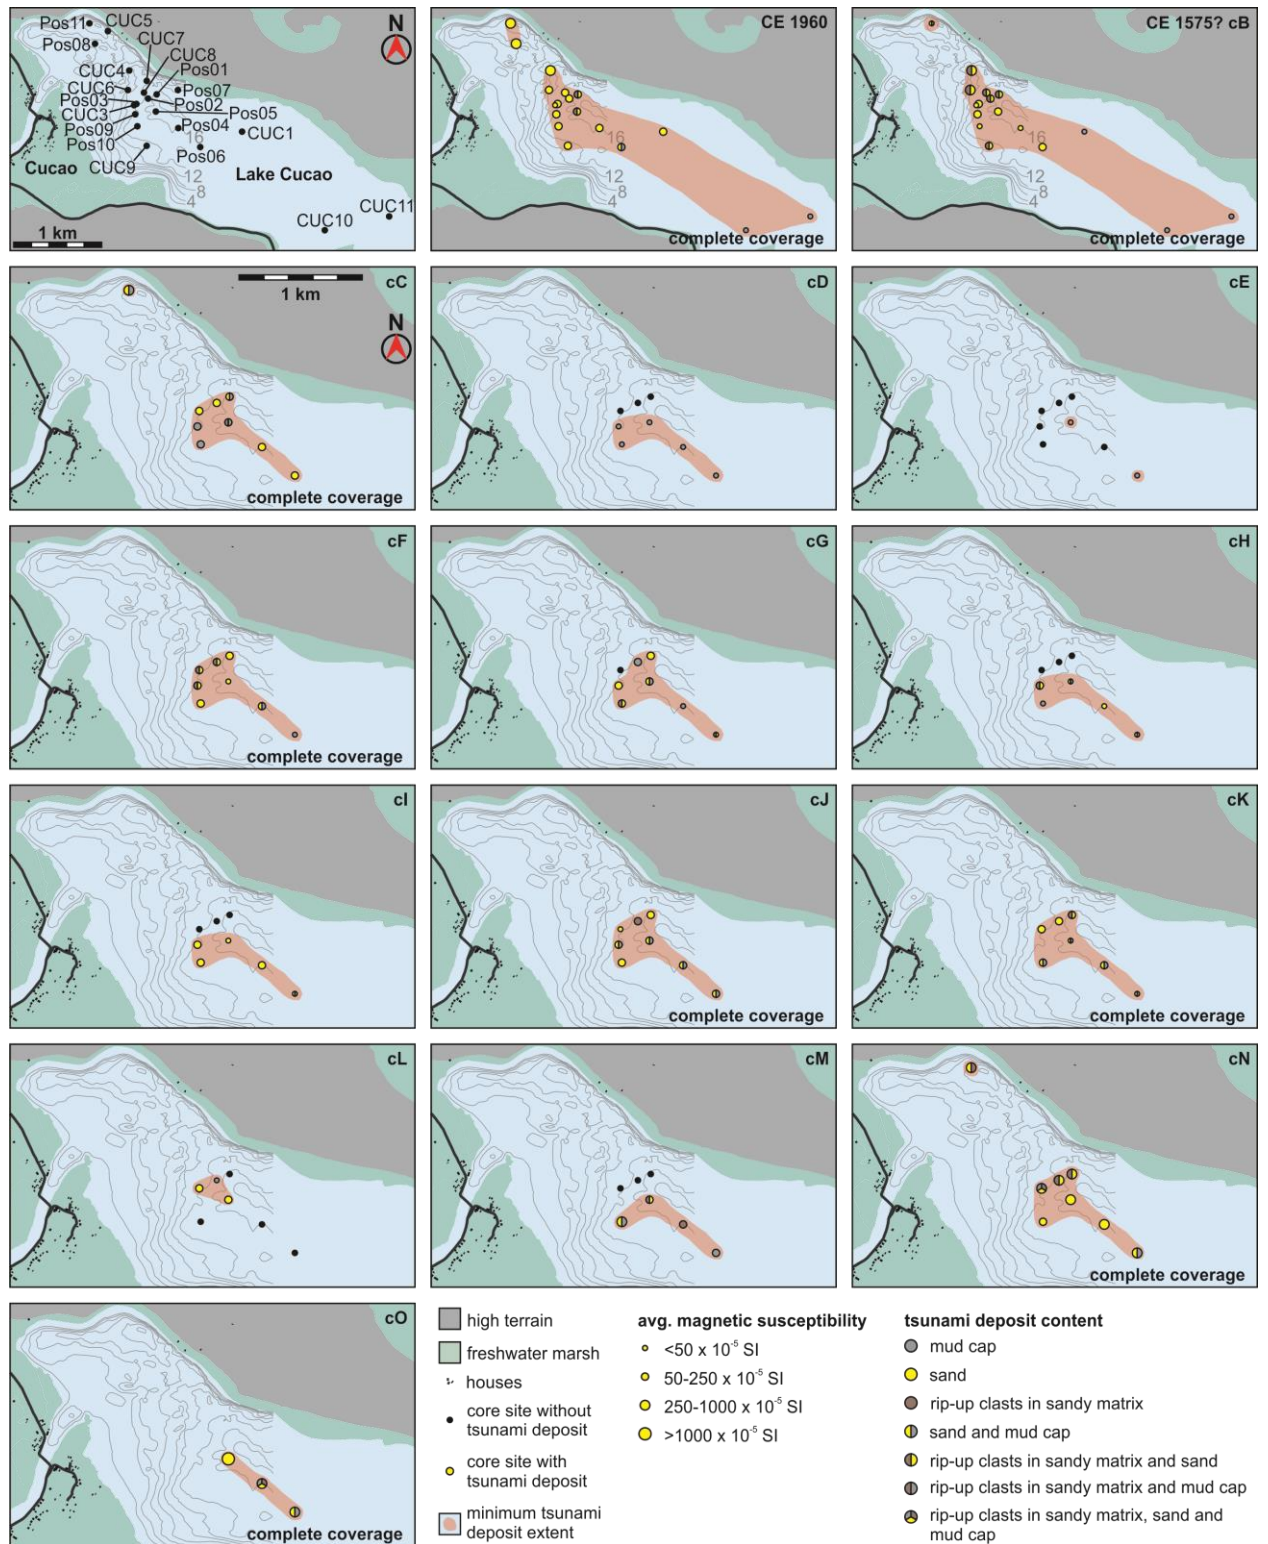 Pos11
CUC5
N
Pos08
CUC7
CUC8
CUC4
Pos01
CUC6
Pos07
Pos03
Pos02
CUC3
Pos05
Pos09
Pos04
CUC1
Pos10
16
Cucao
CUC9
Pos06
Lake Cucao
12
8
4
CUC11
CUC10
1 km
CE 1960
16
12
8
4
complete coverage
CE 1575? cB
16
12
8
4
complete coverage
cC
1 km
N
complete coverage
cD
cE
cF
complete coverage
cG
complete coverage
cH
cI
cJ
complete coverage
cK
complete coverage
cL
cM
cN
complete coverage
cO
complete coverage
high terrain
freshwater marsh
houses
core site without
tsunami deposit
core site with
tsunami deposit
minimum tsunami
deposit extent
avg. magnetic susceptibility
<50 x 10⁻⁵ SI
50-250 x 10⁻⁵ SI
250-1000 x 10⁻⁵ SI
>1000 x 10⁻⁵ SI
tsunami deposit content
mud cap
sand
rip-up clasts in sandy matrix
sand and mud cap
rip-up clasts in sandy matrix and sand
rip-up clasts in sandy matrix and mud cap
rip-up clasts in sandy matrix, sand and
mud cap